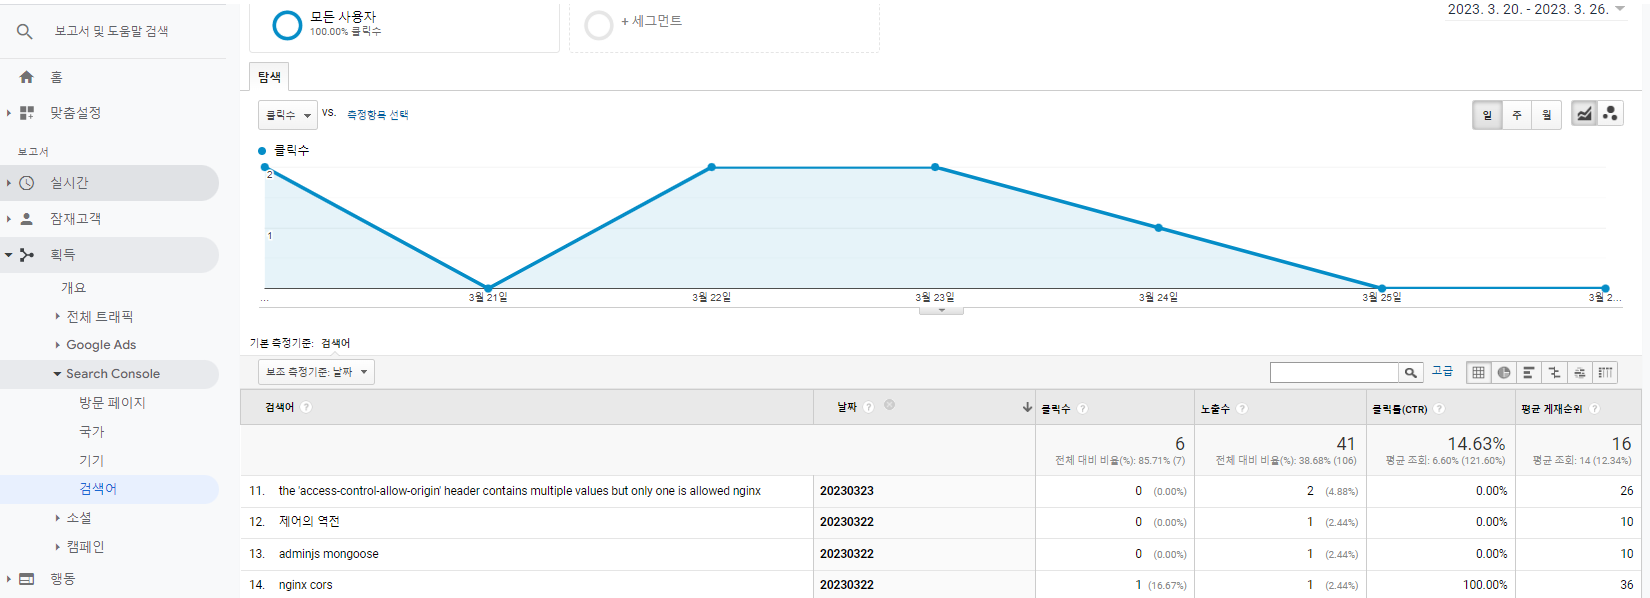 보고서 및 도움말 검색
홈
맞춤설정
보고서
실시간
잠재고객
획득
개요
전체 트래픽
Google Ads
Search Console
방문 페이지
국가
기기
검색어
소셜
캠페인
행동
모든 사용자
100.00% 클릭수
+ 세그먼트
2023. 3. 20. - 2023. 3. 26.
탐색
클릭수 VS. 측정항목 선택
일 주 월
클릭수
2
1
... 3월 21일 3월 22일 3월 23일 3월 24일 3월 25일 3월 2...
기본 측정기준: 검색어
보조 측정기준: 날짜
고급
검색어 ? 날짜 ? 클릭수 ? 노출수 ? 클릭률(CTR) ? 평균 게재순위 ?
6 41 14.63% 16
전체 대비 비율(%): 85.71% (7) 전체 대비 비율(%): 38.68% (106) 평균 조회: 6.60% (121.60%) 평균 조회: 14 (12.34%)
11. the 'access-control-allow-origin' header contains multiple values but only one is allowed nginx 20230323 0 (0.00%) 2 (4.88%) 0.00% 26
12. 제어의 역전 20230322 0 (0.00%) 1 (2.44%) 0.00% 10
13. adminjs mongoose 20230322 0 (0.00%) 1 (2.44%) 0.00% 10
14. nginx cors 20230322 1 (16.67%) 1 (2.44%) 100.00% 36